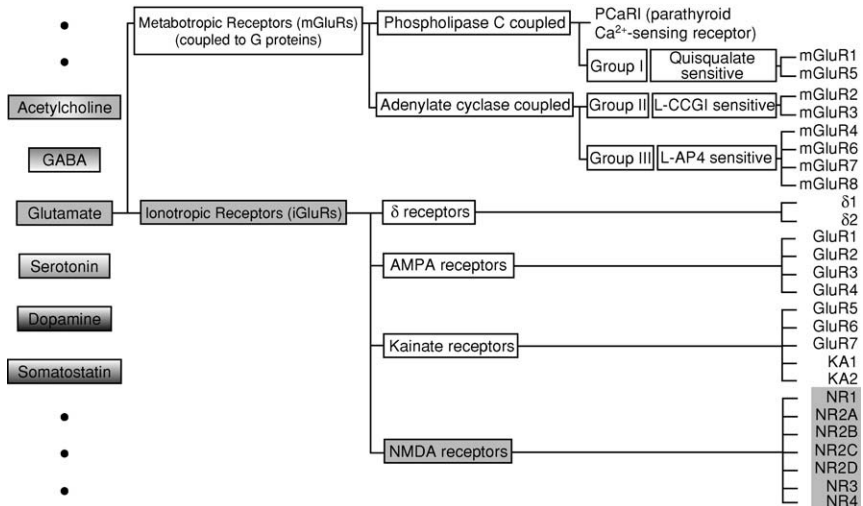 Metabotropic Receptors (mGluRs)
(coupled to G proteins)
Phospholipase C coupled
PCaRI (parathyroid
Ca²⁺-sensing receptor)
Group I
Quisqualate
sensitive
mGluR1
mGluR5
Acetylcholine
Adenylate cyclase coupled
Group II
L-CCGI sensitive
mGluR2
mGluR3
GABA
Group III
L-AP4 sensitive
mGluR4
mGluR6
mGluR7
mGluR8
Glutamate
Ionotropic Receptors (iGluRs)
δ receptors
δ1
δ2
Serotonin
AMPA receptors
GluR1
GluR2
GluR3
GluR4
Dopamine
Kainate receptors
GluR5
GluR6
GluR7
KA1
KA2
Somatostatin
NMDA receptors
NR1
NR2A
NR2B
NR2C
NR2D
NR3
NR4